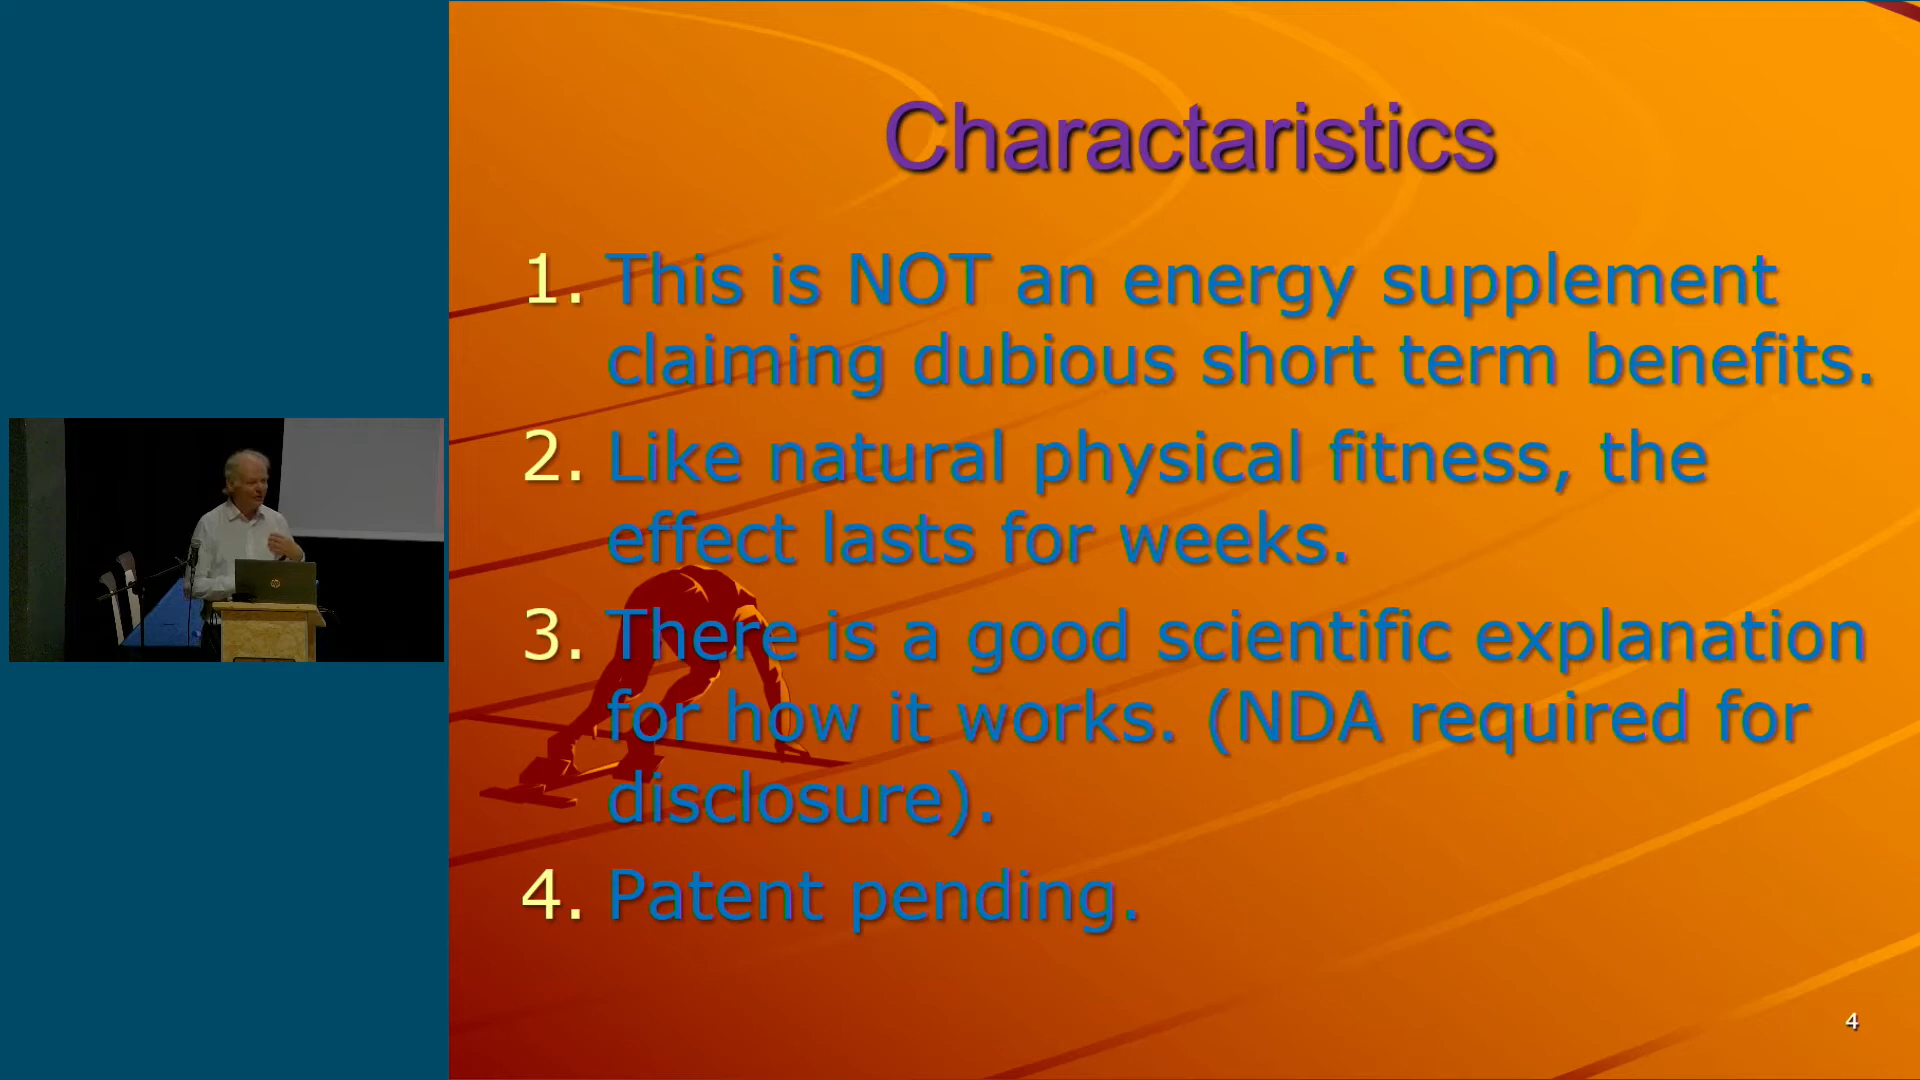 Charactaristics
1. This is NOT an energy supplement
claiming dubious short term benefits.
2. Like natural physical fitness, the
effect lasts for weeks.
3. There is a good scientific explanation
for how it works. (NDA required for
disclosure).
4. Patent pending.
4